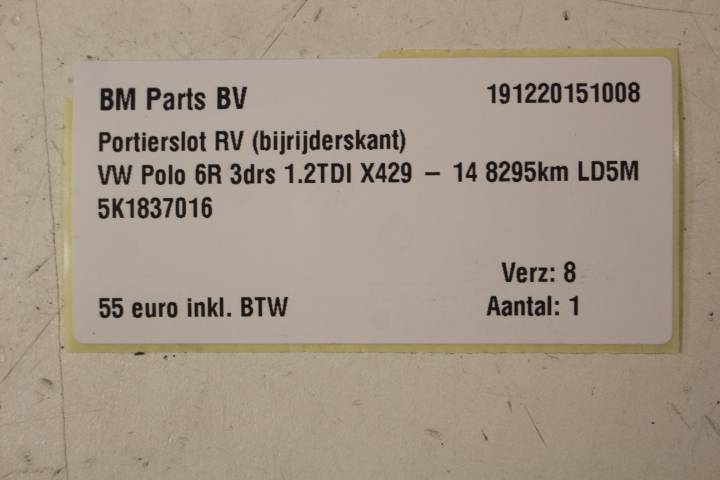 BM Parts BV 191220151008
Portierslot RV (bijrijderskant)
VW Polo 6R 3drs 1.2TDI X429 – 14 8295km LD5M
5K1837016
Verz: 8
55 euro inkl. BTW Aantal: 1